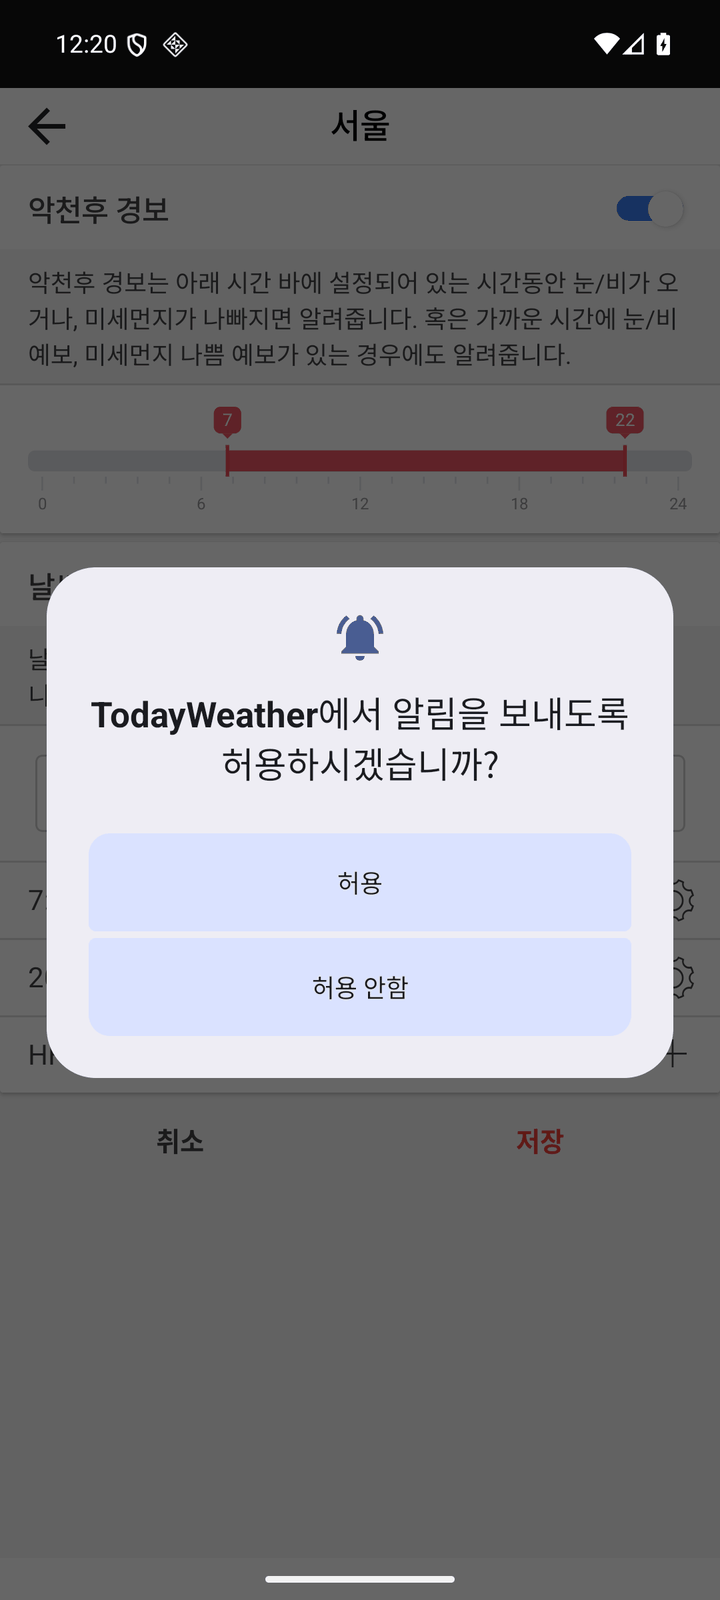 12:20
서울
악천후 경보
악천후 경보는 아래 시간 바에 설정되어 있는 시간동안 눈/비가 오
거나, 미세먼지가 나빠지면 알려줍니다. 혹은 가까운 시간에 눈/비
예보, 미세먼지 나쁨 예보가 있는 경우에도 알려줍니다.
7 22
0 6 12 18 24
TodayWeather에서 알림을 보내도록
허용하시겠습니까?
허용
허용 안함
취소 저장